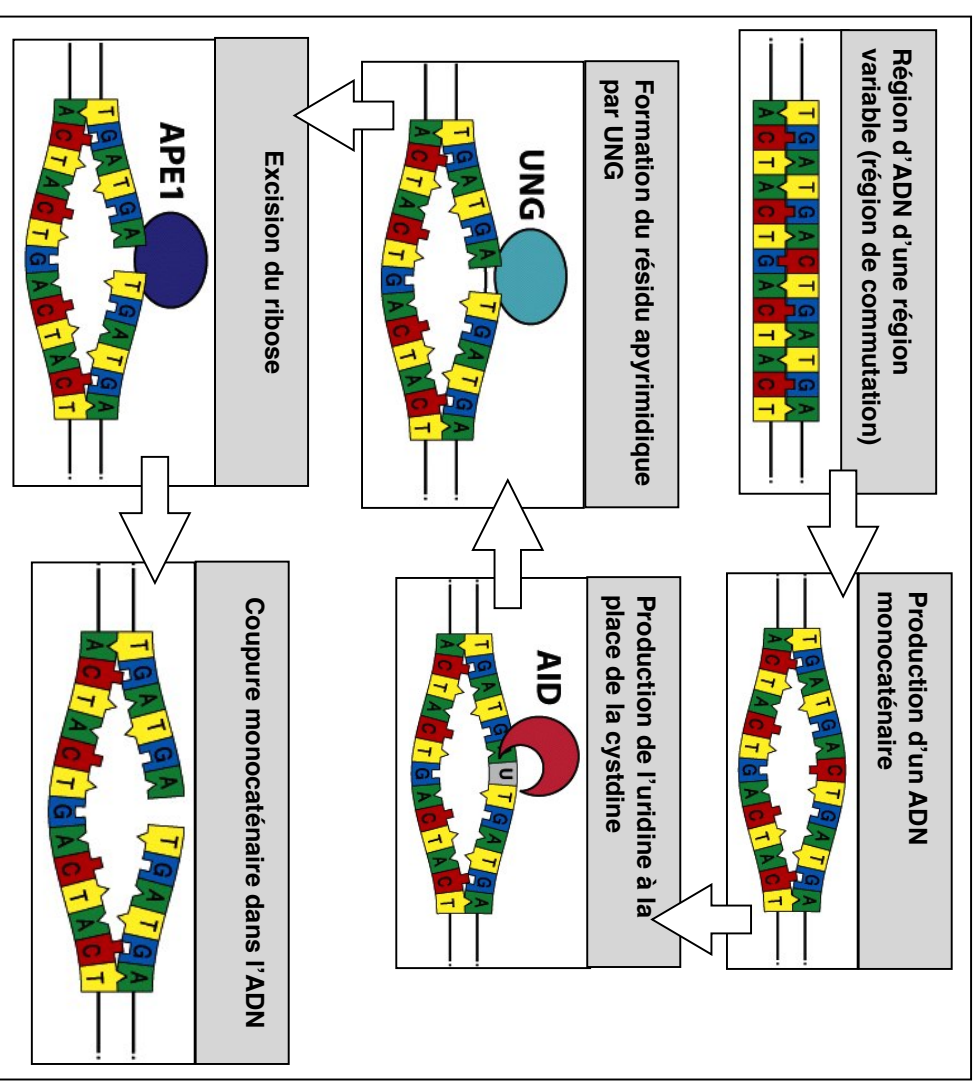 Région d'ADN d'une région
variable (région de commutation)
T G A T G A C T G A T G A
A C T A C T G A C T A C T
Production d'un ADN
monocaténaire
T G A T G A C T G A T G A
A C T A C T G A C T A C T
Production de l'uridine à la
place de la cystdine
AID
T G A T G U T G A T G A
A C T A C T G A C T A C T
Formation du résidu apyrimidique
par UNG
UNG
T G A T G A T G A T G A
A C T A C T G A C T A C T
Excision du ribose
APE1
T G A T G A T G A T G A
A C T A C T G A C T A C T
Coupure monocaténaire dans l'ADN
T G A T G A T G A T G A
A C T A C T G A C T A C T